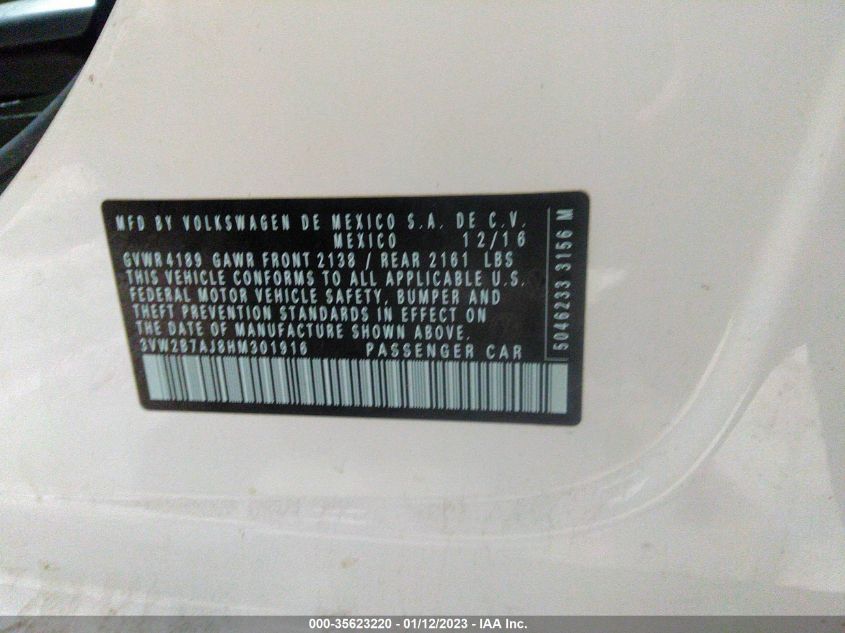 MFD BY VOLKSWAGEN DE MEXICO S.A. DE C.V.
MEXICO 12/16
GVWR 4189 GAWR FRONT 2138 / REAR 2161 LBS
THIS VEHICLE CONFORMS TO ALL APPLICABLE U.S.
FEDERAL MOTOR VEHICLE SAFETY, BUMPER AND
THEFT PREVENTION STANDARDS IN EFFECT ON
THE DATE OF MANUFACTURE SHOWN ABOVE.
3VW2B7AJ8HM301916 PASSENGER CAR
5046233 3156 M
000-35623220 - 01/12/2023 - IAA Inc.